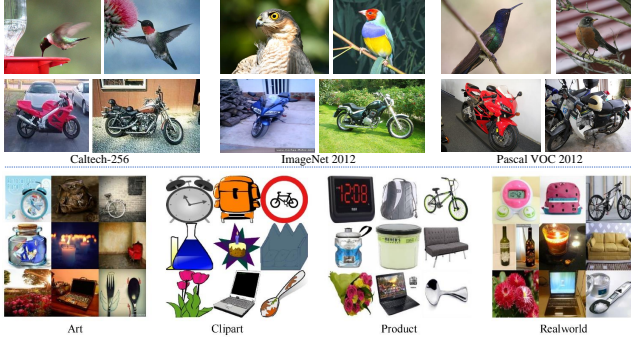 Caltech-256
ImageNet 2012
Pascal VOC 2012
12:08
Art
Clipart
Product
Realworld